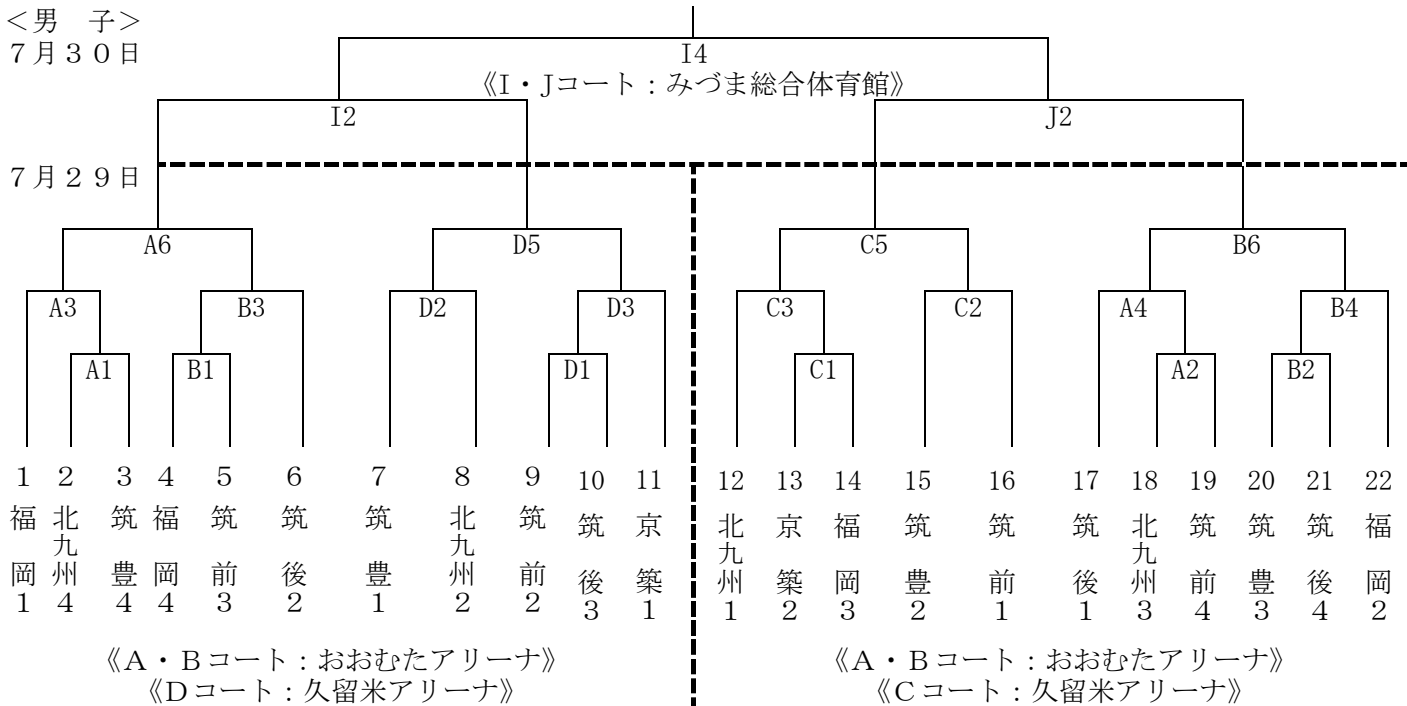 ＜男　子＞
７月３０日
I4
《I・Jコート：みづま総合体育館》
I2 J2
７月２９日
A6 D5 C5 B6
A3 B3 D2 D3 C3 C2 A4 B4
A1 B1 D1 C1 A2 B2
１ ２ ３ ４ ５ ６ ７ ８ ９ 10 11 12 13 14 15 16 17 18 19 20 21 22
福岡１
北九州４
筑豊４
福岡４
筑前３
筑後２
筑豊１
北九州２
筑前２
筑後３
京築１
北九州１
京築２
福岡３
筑豊２
筑前１
筑後１
北九州３
筑前４
筑豊３
筑後４
福岡２
《Ａ・Ｂコート：おおむたアリーナ》
《Ｄコート：久留米アリーナ》
《Ａ・Ｂコート：おおむたアリーナ》
《Ｃコート：久留米アリーナ》